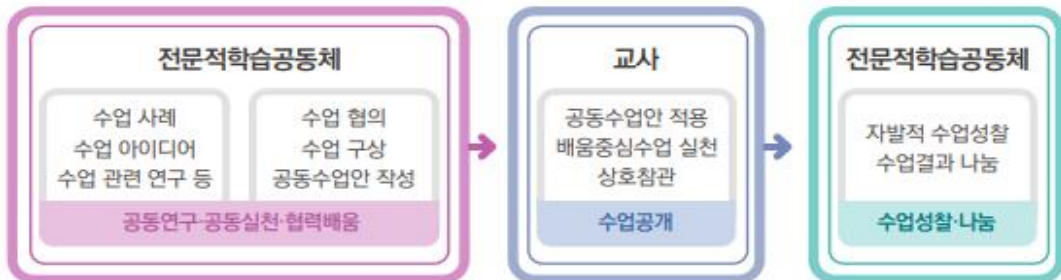 전문적학습공동체
수업 사례
수업 아이디어
수업 관련 연구 등
수업 협의
수업 구상
공동수업안 작성
공동연구·공동실천·협력배움
교사
공동수업안 적용
배움중심수업 실천
상호참관
수업공개
전문적학습공동체
자발적 수업성찰
수업결과 나눔
수업성찰·나눔